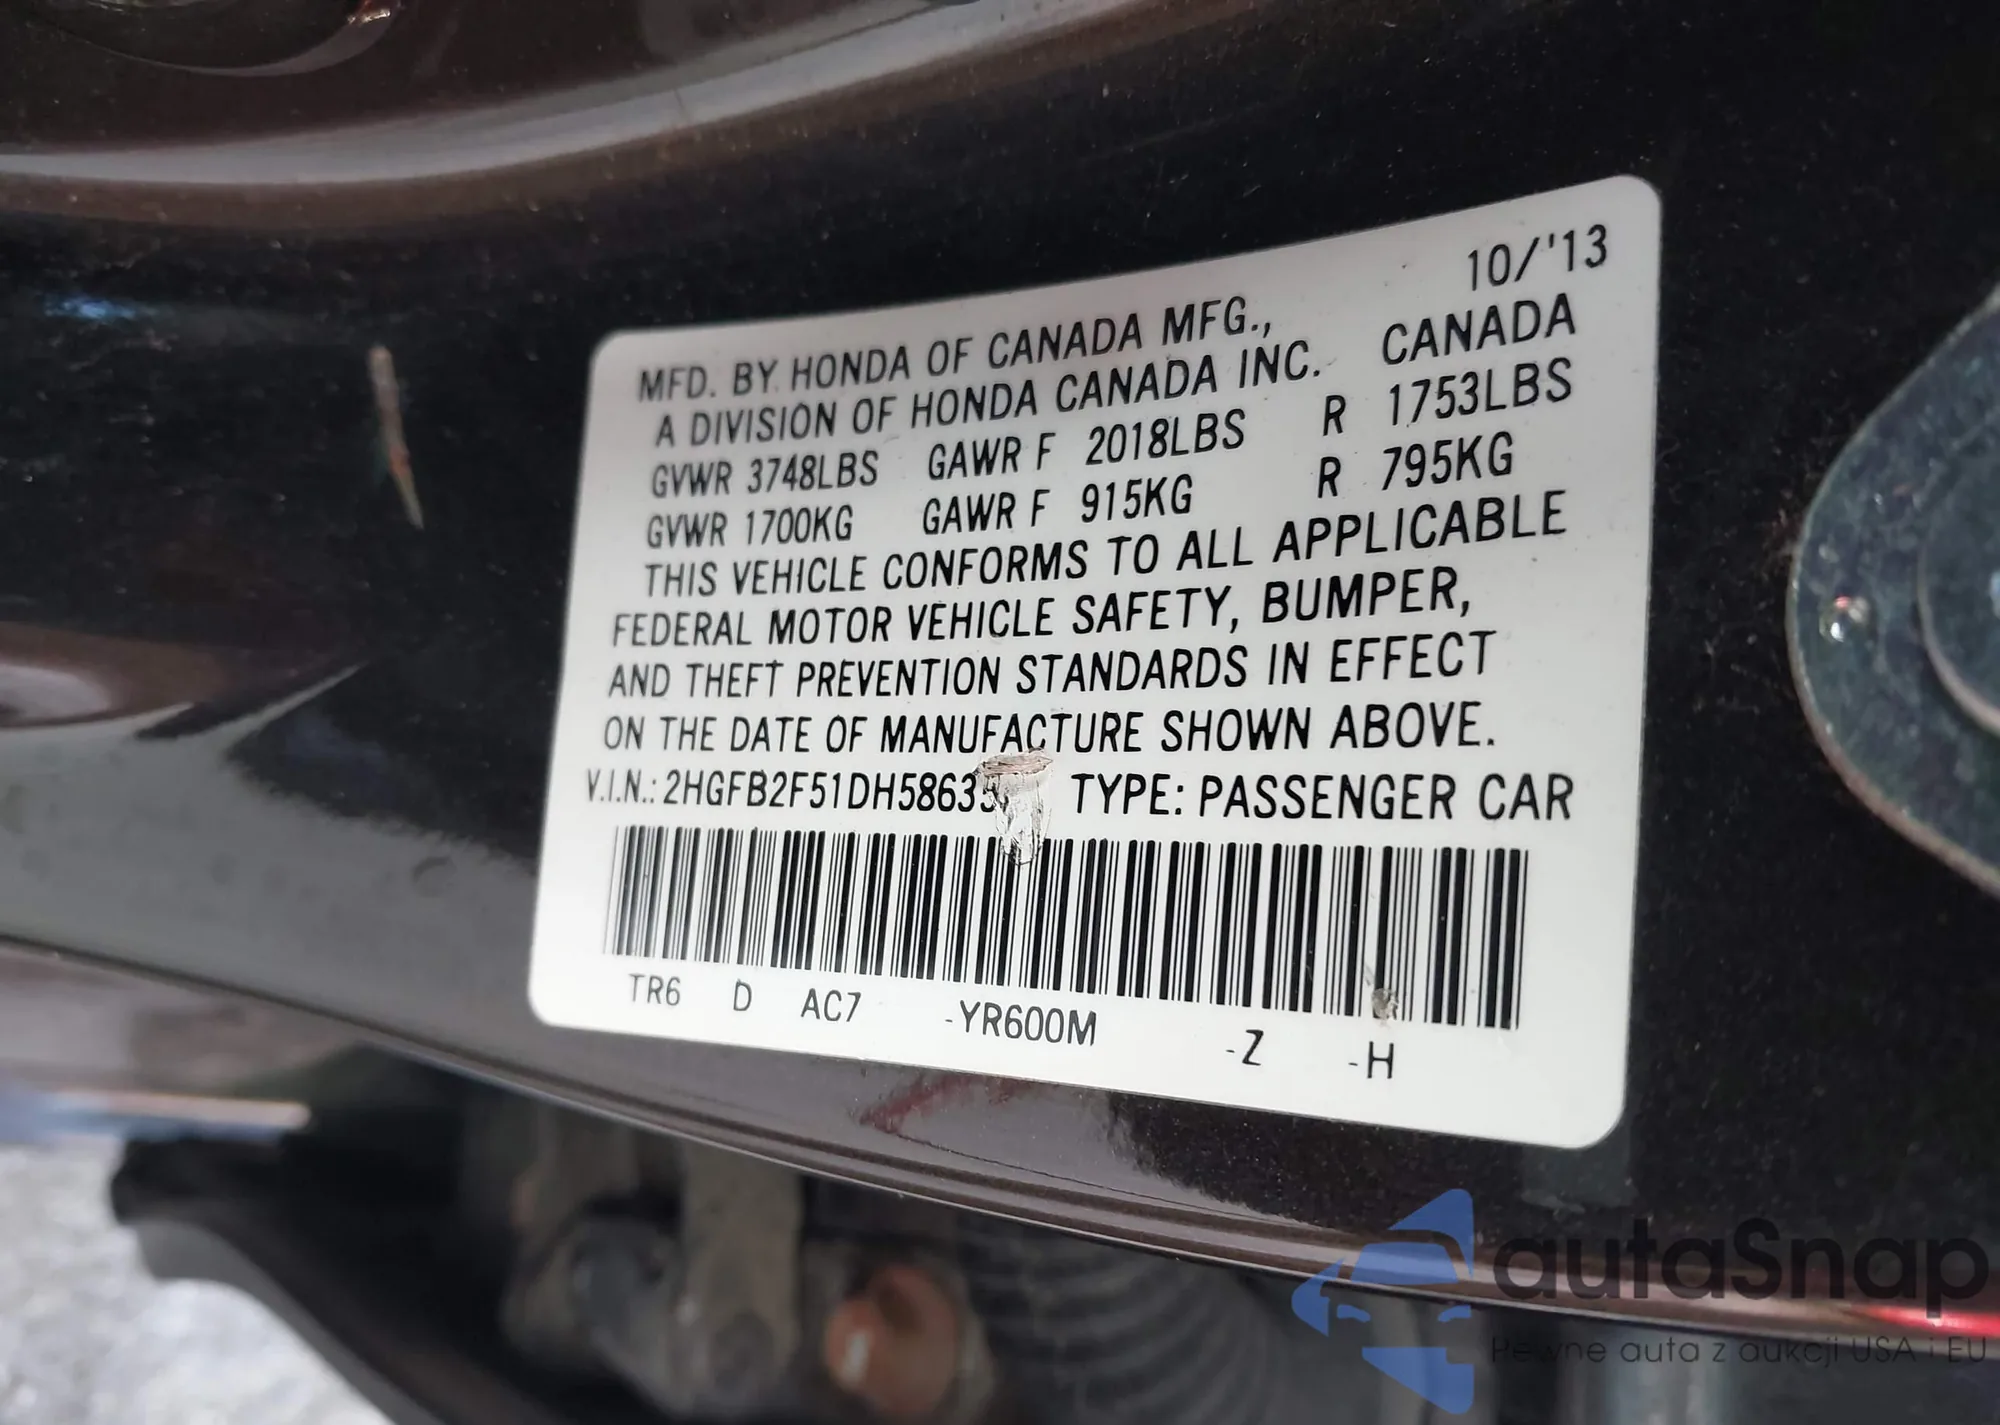 10/'13
MFD. BY HONDA OF CANADA MFG.,
A DIVISION OF HONDA CANADA INC. CANADA
GVWR 3748LBS GAWR F 2018LBS R 1753LBS
GVWR 1700KG GAWR F 915KG R 795KG
THIS VEHICLE CONFORMS TO ALL APPLICABLE
FEDERAL MOTOR VEHICLE SAFETY, BUMPER,
AND THEFT PREVENTION STANDARDS IN EFFECT
ON THE DATE OF MANUFACTURE SHOWN ABOVE.
V.I.N.: TYPE: PASSENGER CAR
TR6 D AC7 -YR600M -Z -H
autaSnap
Pewne auta z aukcji USA i EU